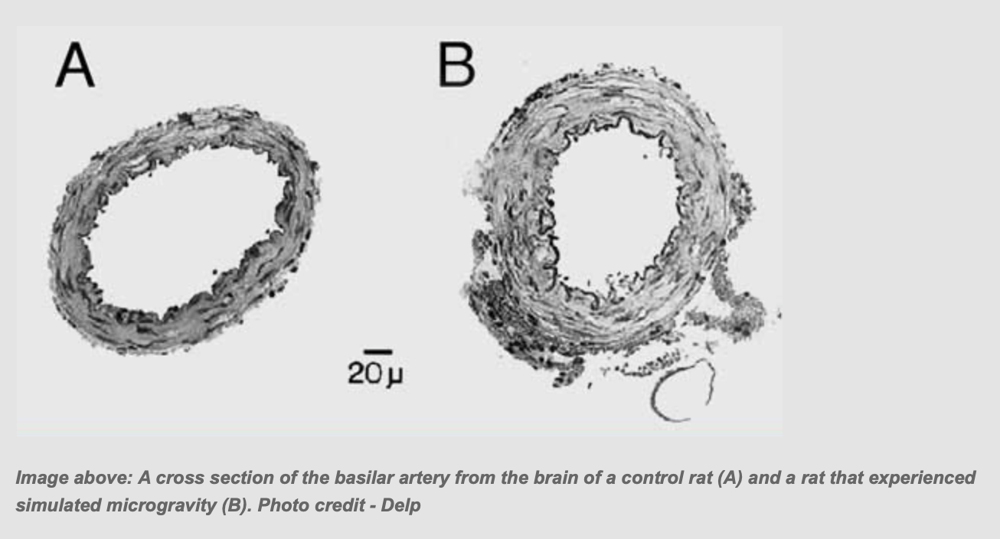 A
B
20 μ
Image above: A cross section of the basilar artery from the brain of a control rat (A) and a rat that experienced
simulated microgravity (B). Photo credit - Delp